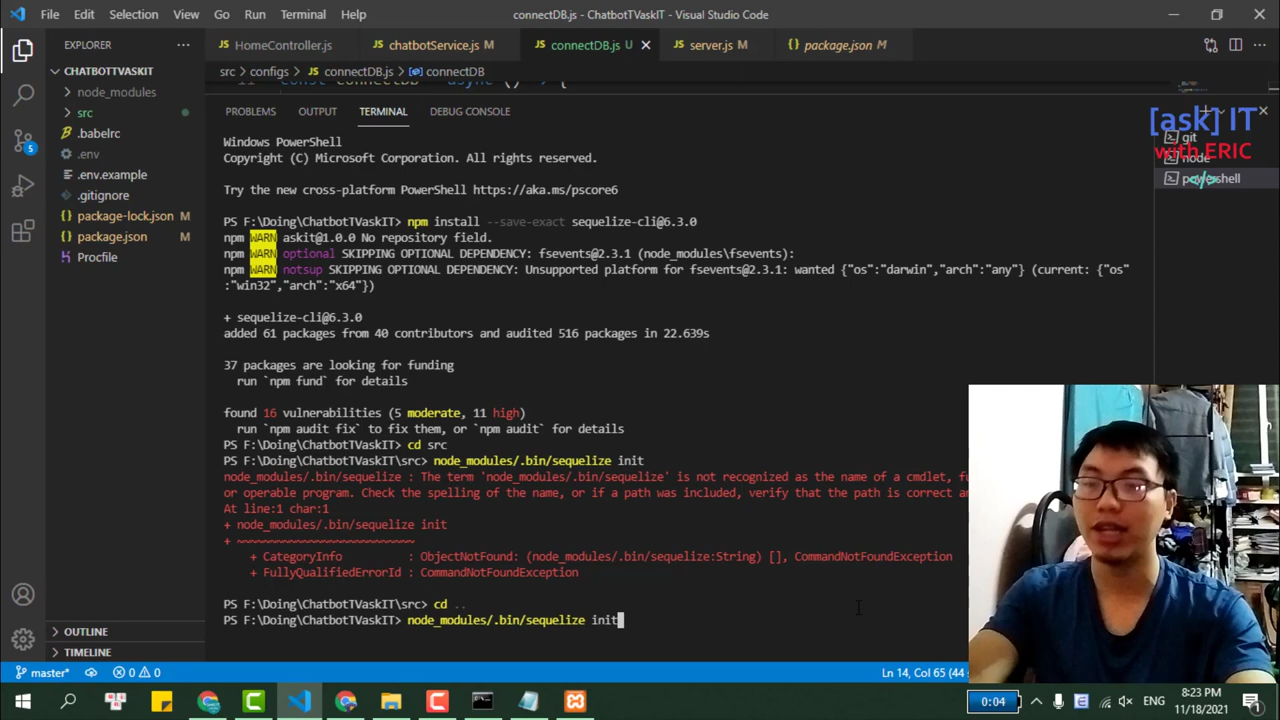 File Edit Selection View Go Run Terminal Help connectDB.js - ChatbotTVaskIT - Visual Studio Code
EXPLORER
HomeController.js chatbotService.js M connectDB.js U server.js M package.json M
CHATBOTTVASKIT
src > configs > connectDB.js > connectDB
node_modules
src
.babelrc
.env
.env.example
.gitignore
package-lock.json M
package.json M
Procfile
PROBLEMS OUTPUT TERMINAL DEBUG CONSOLE
[ask] IT
with ERIC
</>
git
node
powershell
Windows PowerShell
Copyright (C) Microsoft Corporation. All rights reserved.
Try the new cross-platform PowerShell https://aka.ms/pscore6
PS F:\Doing\ChatbotTVaskIT> npm install --save-exact sequelize-cli@6.3.0
npm WARN askit@1.0.0 No repository field.
npm WARN optional SKIPPING OPTIONAL DEPENDENCY: fsevents@2.3.1 (node_modules\fsevents):
npm WARN notsup SKIPPING OPTIONAL DEPENDENCY: Unsupported platform for fsevents@2.3.1: wanted {"os":"darwin","arch":"any"} (current: {"os"
:"win32","arch":"x64"})
+ sequelize-cli@6.3.0
added 61 packages from 40 contributors and audited 516 packages in 22.639s
37 packages are looking for funding
run `npm fund` for details
found 16 vulnerabilities (5 moderate, 11 high)
run `npm audit fix` to fix them, or `npm audit` for details
PS F:\Doing\ChatbotTVaskIT> cd src
PS F:\Doing\ChatbotTVaskIT\src> node_modules/.bin/sequelize init
node_modules/.bin/sequelize : The term 'node_modules/.bin/sequelize' is not recognized as the name of a cmdlet, fu
or operable program. Check the spelling of the name, or if a path was included, verify that the path is correct an
At line:1 char:1
+ node_modules/.bin/sequelize init
+ ~~~~~~~~~~~~~~~~~~~~~~~~~~~
+ CategoryInfo : ObjectNotFound: (node_modules/.bin/sequelize:String) [], CommandNotFoundException
+ FullyQualifiedErrorId : CommandNotFoundException
PS F:\Doing\ChatbotTVaskIT\src> cd ..
PS F:\Doing\ChatbotTVaskIT> node_modules/.bin/sequelize init
OUTLINE
TIMELINE
5
master* 0 0 Ln 14, Col 65 (44
0:04 ENG 8:23 PM
11/18/2021 1